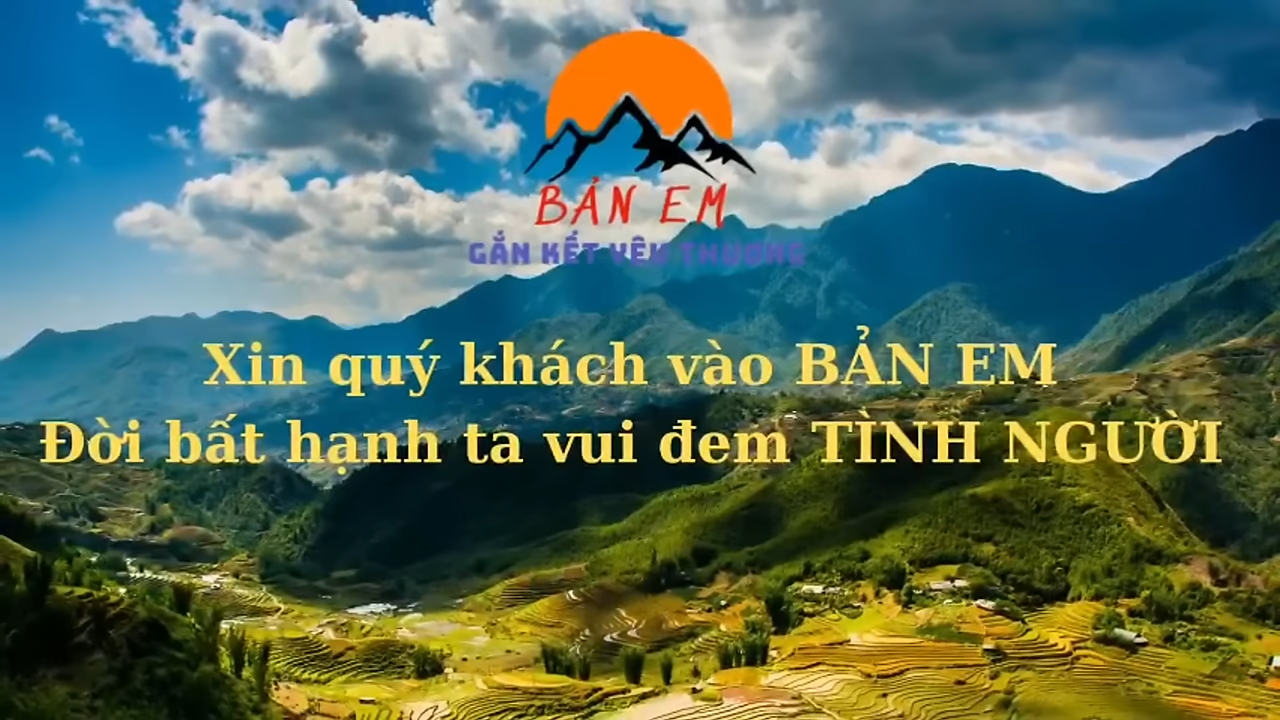 BẢN EM
GẮN KẾT YÊU THƯƠNG
Xin quý khách vào BẢN EM
Đời bất hạnh ta vui đem TÌNH NGƯỜI